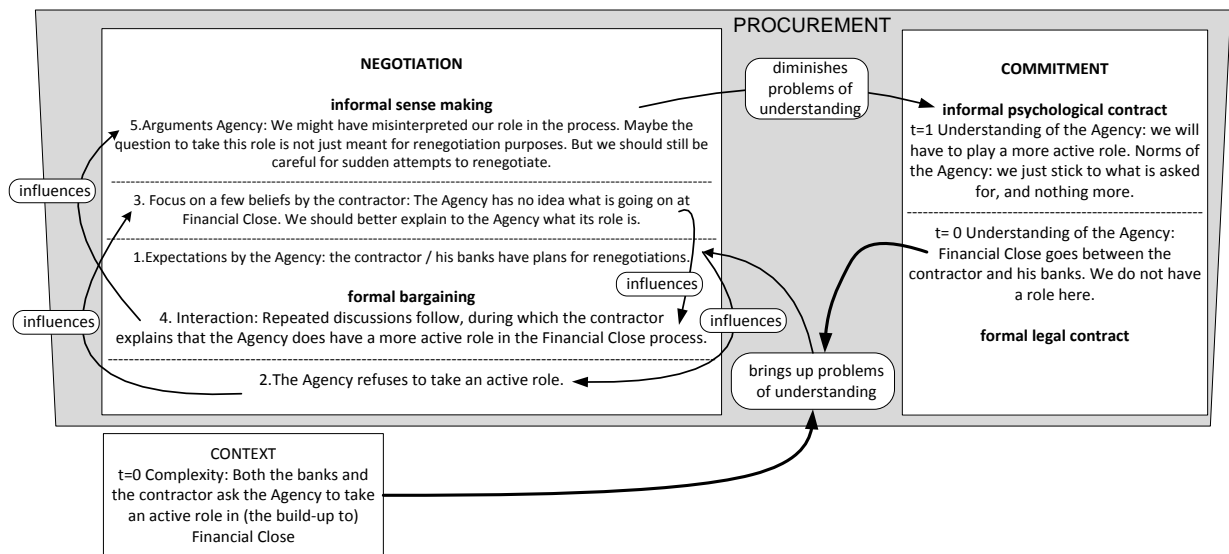 PROCUREMENT
NEGOTIATION
informal sense making
5.Arguments Agency: We might have misinterpreted our role in the process. Maybe the
question to take this role is not just meant for renegotiation purposes. But we should still be
careful for sudden attempts to renegotiate.
influences
3. Focus on a few beliefs by the contractor: The Agency has no idea what is going on at
Financial Close. We should better explain to the Agency what its role is.
1.Expectations by the Agency: the contractor / his banks have plans for renegotiations.
influences
formal bargaining
4. Interaction: Repeated discussions follow, during which the contractor
explains that the Agency does have a more active role in the Financial Close process.
influences
influences
2.The Agency refuses to take an active role.
diminishes
problems of
understanding
brings up problems
of understanding
COMMITMENT
informal psychological contract
t=1 Understanding of the Agency: we will
have to play a more active role. Norms of
the Agency: we just stick to what is asked
for, and nothing more.
t= 0 Understanding of the Agency:
Financial Close goes between the
contractor and his banks. We do not have
a role here.
formal legal contract
CONTEXT
t=0 Complexity: Both the banks and
the contractor ask the Agency to take
an active role in (the build-up to)
Financial Close